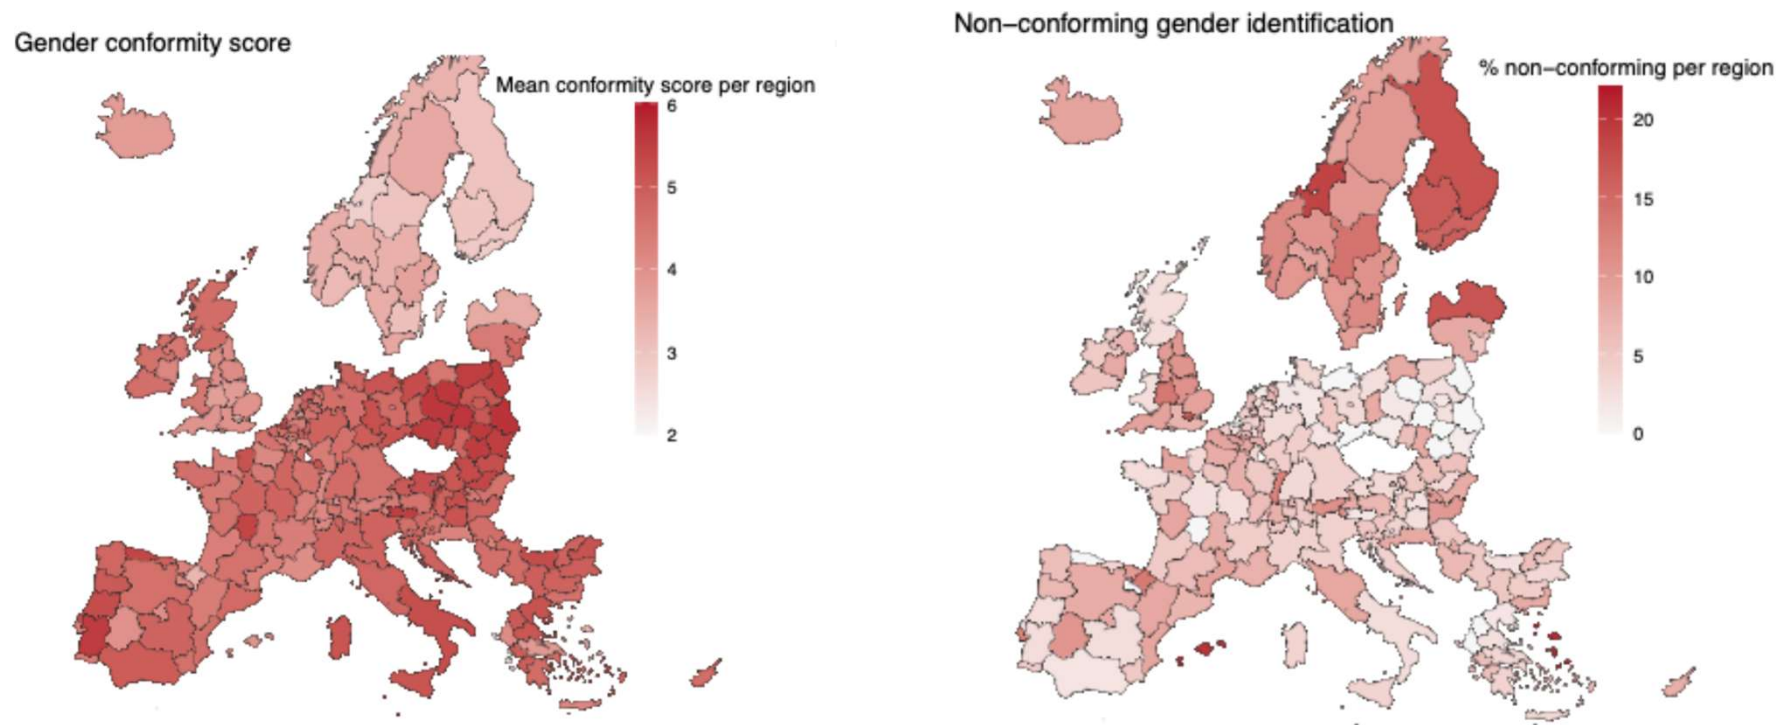 Gender conformity score
Mean conformity score per region
6
5
4
3
2
Non−conforming gender identification
% non−conforming per region
20
15
10
5
0